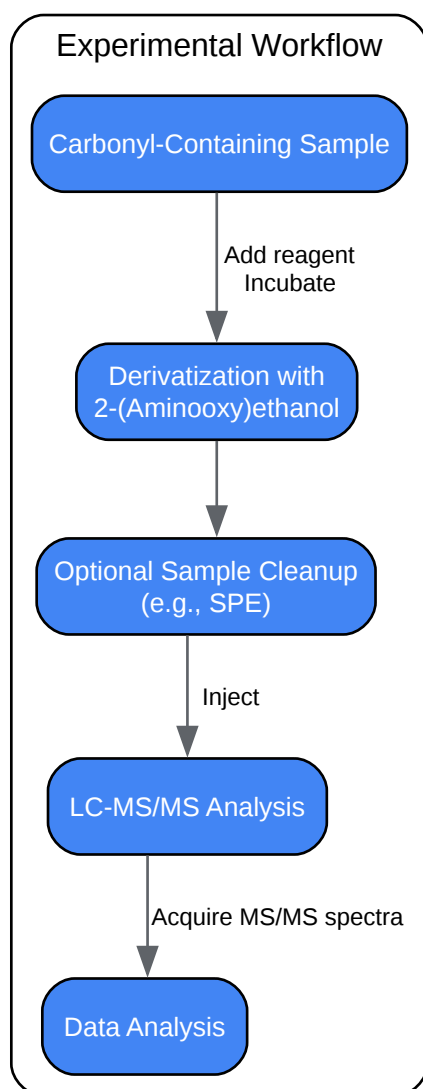 Experimental Workflow
Carbonyl-Containing Sample
Add reagent
Incubate
Derivatization with
2-(Aminooxy)ethanol
Optional Sample Cleanup
(e.g., SPE)
Inject
LC-MS/MS Analysis
Acquire MS/MS spectra
Data Analysis